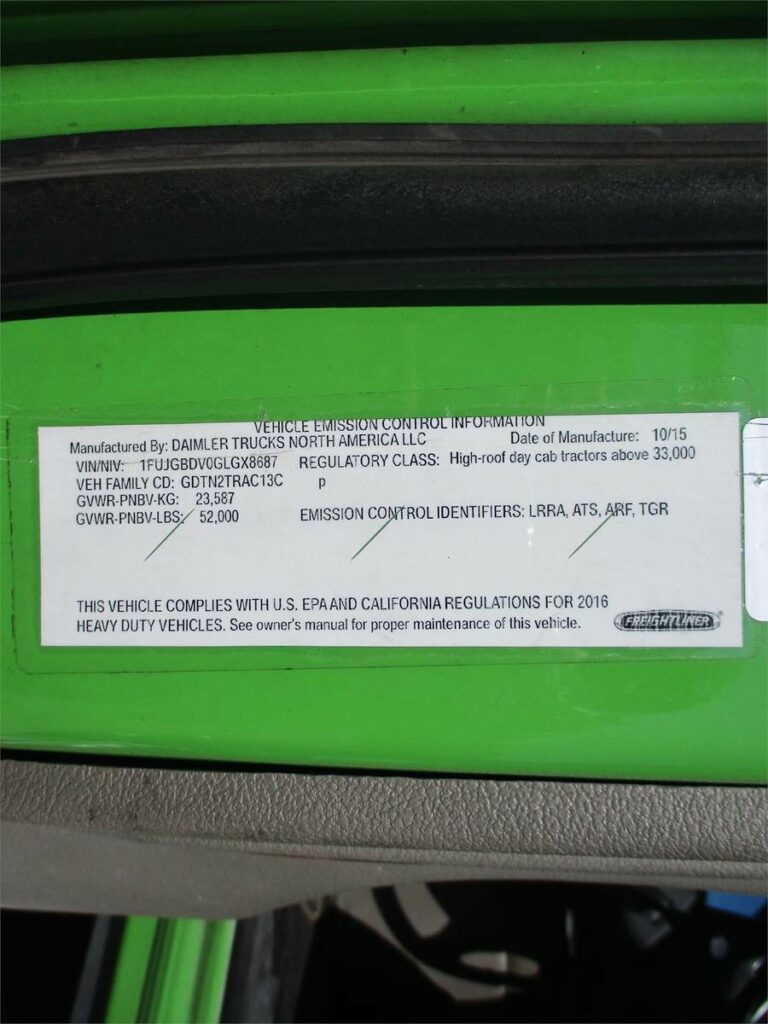 VEHICLE EMISSION CONTROL INFORMATION
Manufactured By: DAIMLER TRUCKS NORTH AMERICA LLC Date of Manufacture: 10/15
VIN/NIV: 1FUJGBDV0GLGX8687 REGULATORY CLASS: High-roof day cab tractors above 33,000
VEH FAMILY CD: GDTN2TRAC13C p
GVWR-PNBV-KG: 23,587
GVWR-PNBV-LBS: 52,000 EMISSION CONTROL IDENTIFIERS: LRRA, ATS, ARF, TGR
THIS VEHICLE COMPLIES WITH U.S. EPA AND CALIFORNIA REGULATIONS FOR 2016
HEAVY DUTY VEHICLES. See owner's manual for proper maintenance of this vehicle.
FREIGHTLINER